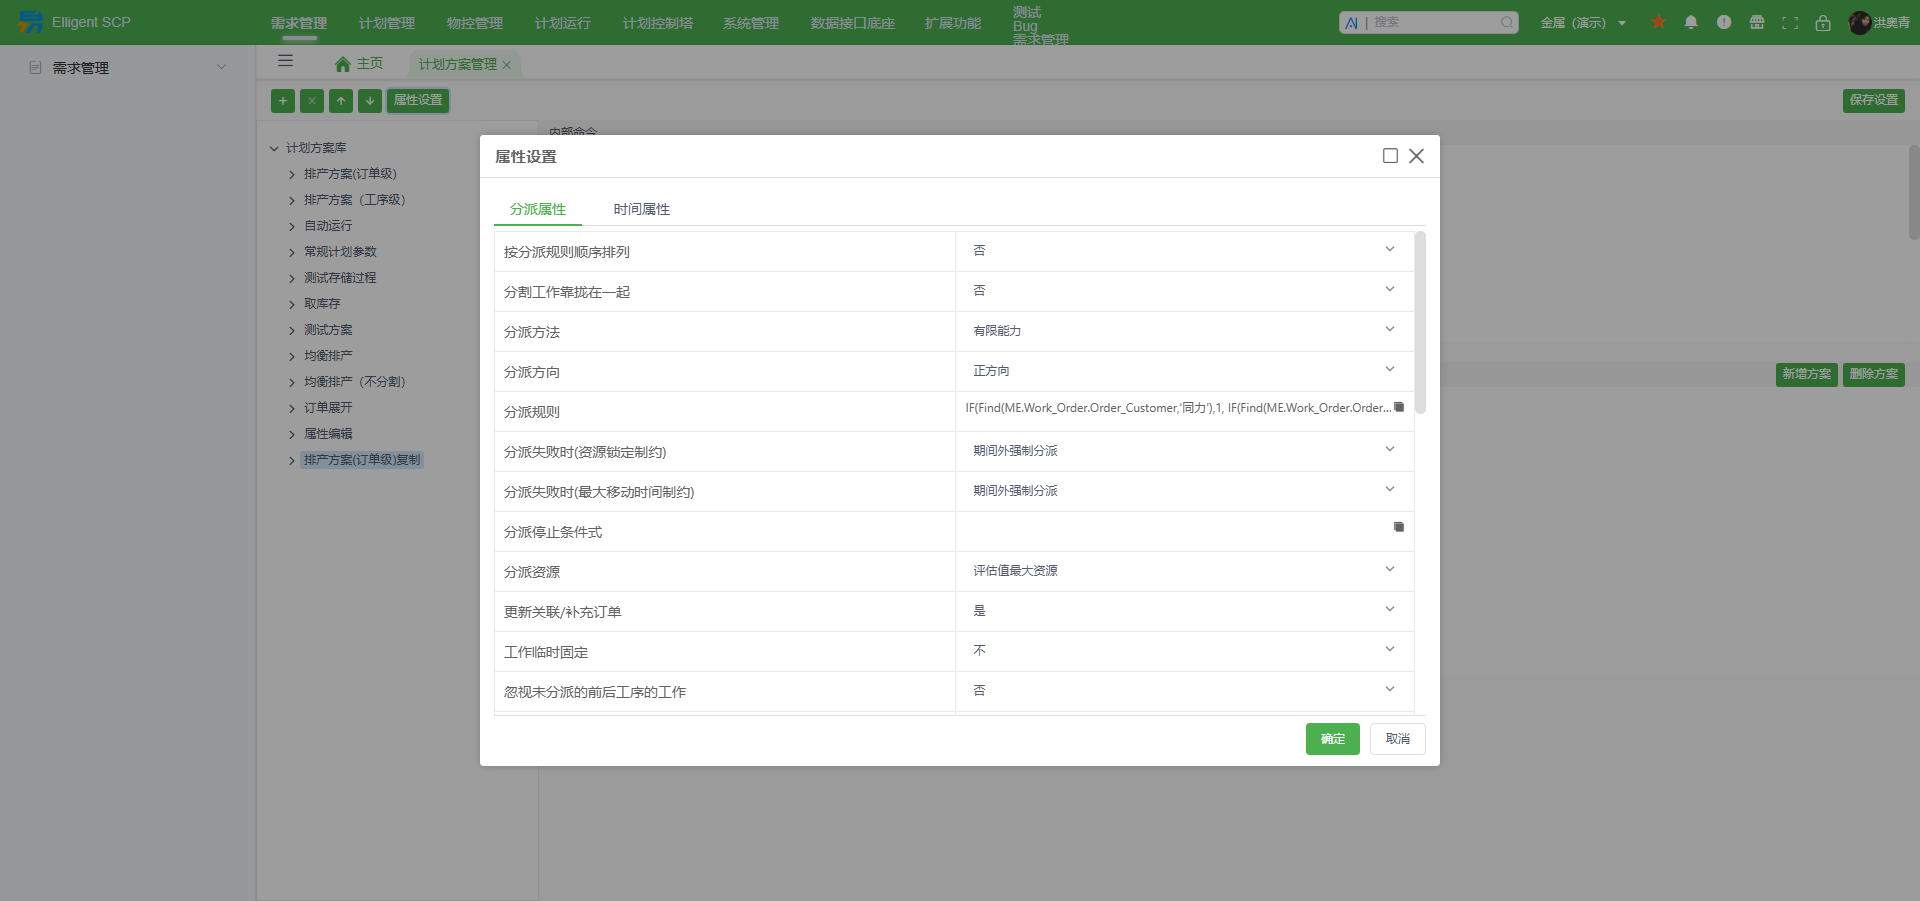 Elligent SCP
需求管理
计划管理
物控管理
计划运行
计划控制塔
系统管理
数据接口底座
扩展功能
测试
Bug
需求管理
AI | 搜索
金属（演示）
洪奥青
需求管理
主页
计划方案管理
属性设置
保存设置
内部命令
计划方案库
排产方案(订单级)
排产方案（工序级）
自动运行
常规计划参数
测试存储过程
取库存
测试方案
均衡排产
均衡排产（不分割）
订单展开
属性编辑
排产方案(订单级)复制
新增方案
删除方案
属性设置
分派属性
时间属性
按分派规则顺序排列 否
分割工作靠拢在一起 否
分派方法 有限能力
分派方向 正方向
分派规则 IF(Find(ME.Work_Order.Order_Customer,'同力'),1, IF(Find(ME.Work_Order.Order...
分派失败时(资源锁定制约) 期间外强制分派
分派失败时(最大移动时间制约) 期间外强制分派
分派停止条件式
分派资源 评估值最大资源
更新关联/补充订单 是
工作临时固定 不
忽视未分派的前后工序的工作 否
确定
取消